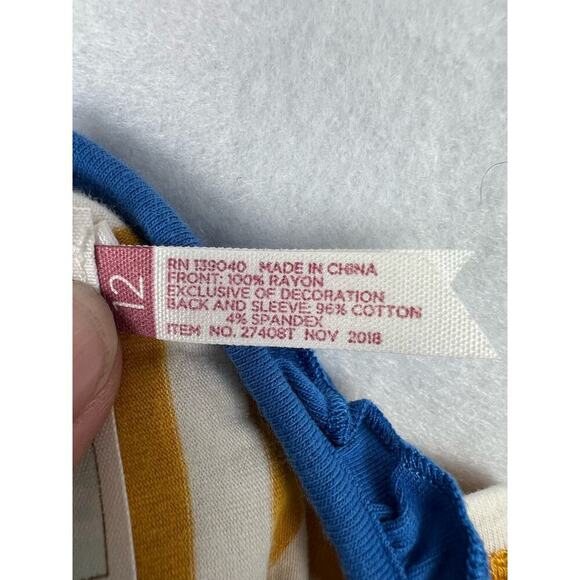 12
RN 139040 MADE IN CHINA
FRONT: 100% RAYON
EXCLUSIVE OF DECORATION
BACK AND SLEEVE: 96% COTTON
4% SPANDEX
ITEM NO. 27408T NOV 2018